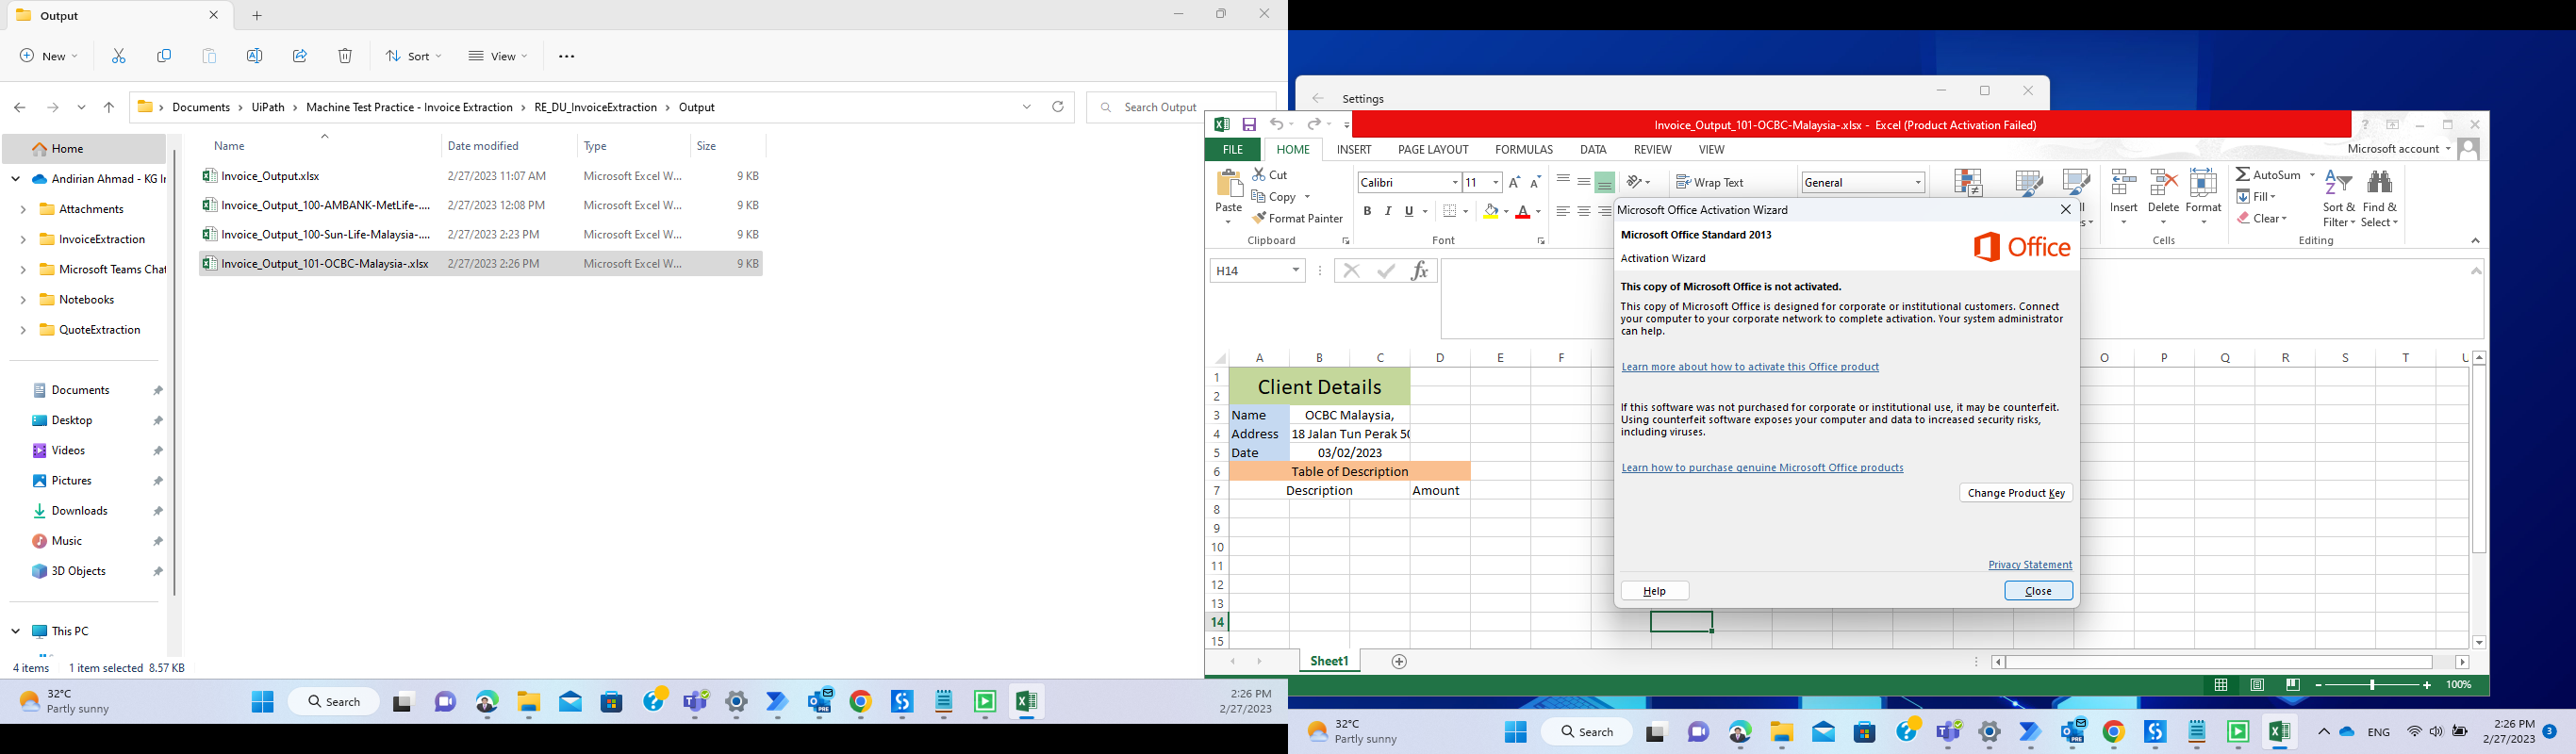 Output
New
Sort
View
Documents > UiPath > Machine Test Practice - Invoice Extraction > RE_DU_InvoiceExtraction > Output
Search Output
Home
Andirian Ahmad - KG Ir
Attachments
InvoiceExtraction
Microsoft Teams Chat
Notebooks
QuoteExtraction
Documents
Desktop
Videos
Pictures
Downloads
Music
3D Objects
This PC
Name Date modified Type Size
Invoice_Output.xlsx 2/27/2023 11:07 AM Microsoft Excel W... 9 KB
Invoice_Output_100-AMBANK-MetLife-.... 2/27/2023 12:08 PM Microsoft Excel W... 9 KB
Invoice_Output_100-Sun-Life-Malaysia-.... 2/27/2023 2:23 PM Microsoft Excel W... 9 KB
Invoice_Output_101-OCBC-Malaysia-.xlsx 2/27/2023 2:26 PM Microsoft Excel W... 9 KB
4 items 1 item selected 8.57 KB
32°C
Partly sunny
Search
2:26 PM
2/27/2023
Settings
Invoice_Output_101-OCBC-Malaysia-.xlsx - Excel (Product Activation Failed)
FILE HOME INSERT PAGE LAYOUT FORMULAS DATA REVIEW VIEW
Microsoft account
Paste
Cut
Copy
Format Painter
Clipboard
Calibri 11
B I U
Font
Wrap Text
General
Insert Delete Format
Cells
AutoSum
Fill
Clear
Sort & Filter
Find & Select
Editing
H14
fx
A B C D E F O P Q R S T U
1
2
3
4
5
6
7
8
9
10
11
12
13
14
15
Client Details
Name OCBC Malaysia,
Address 18 Jalan Tun Perak 50
Date 03/02/2023
Table of Description
Description Amount
Microsoft Office Activation Wizard
Microsoft Office Standard 2013
Activation Wizard
Office
This copy of Microsoft Office is not activated.
This copy of Microsoft Office is designed for corporate or institutional customers. Connect
your computer to your corporate network to complete activation. Your system administrator
can help.
Learn more about how to activate this Office product
If this software was not purchased for corporate or institutional use, it may be counterfeit.
Using counterfeit software exposes your computer and data to increased security risks,
including viruses.
Learn how to purchase genuine Microsoft Office products
Change Product Key
Privacy Statement
Help
Close
Sheet1
100%
32°C
Partly sunny
Search
ENG
2:26 PM
2/27/2023
3